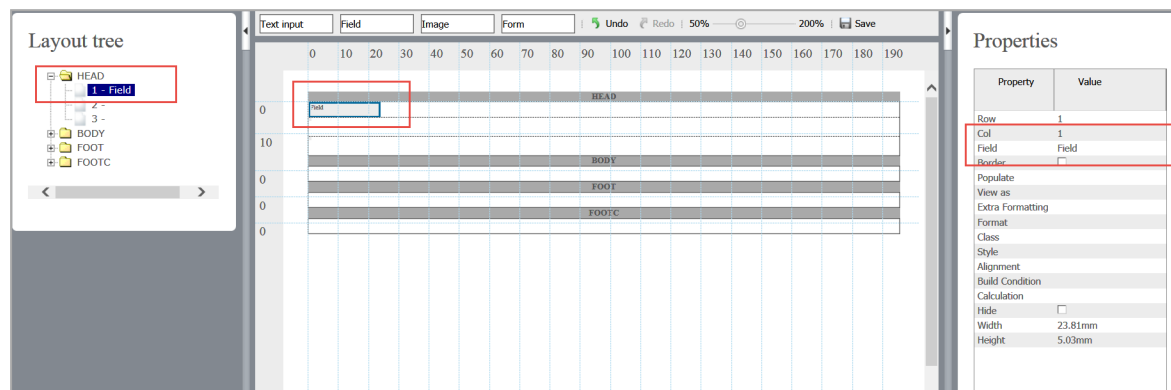 Layout tree
HEAD
1 - Field
2 -
3 -
BODY
FOOT
FOOTC
Text input Field Image Form Undo Redo 50% 200% Save
0 10 20 30 40 50 60 70 80 90 100 110 120 130 140 150 160 170 180 190
HEAD
0
Field
10
BODY
0
FOOT
0
FOOTC
0
Properties
Property Value
Row 1
Col 1
Field Field
Border
Populate
View as
Extra Formatting
Format
Class
Style
Alignment
Build Condition
Calculation
Hide
Width 23.81mm
Height 5.03mm